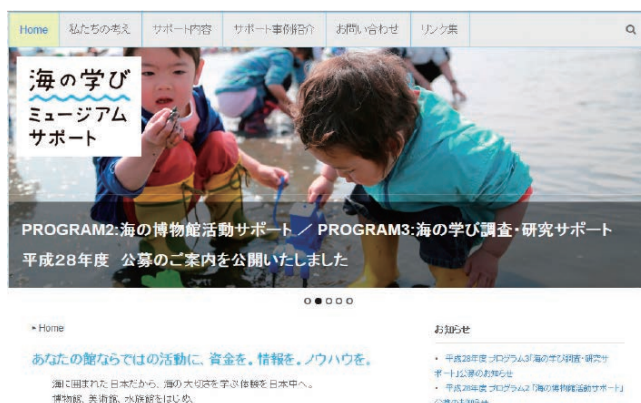 Home 私たちの考え サポート内容 サポート事例紹介 お問い合わせ リンク集
海の学び
ミュージアム
サポート
PROGRAM2:海の博物館活動サポート ／ PROGRAM3:海の学び調査・研究サポート
平成28年度 公募のご案内を公開いたしました
Home
あなたの館ならではの活動に、資金を。情報を。ノウハウを。
海に囲まれた日本だから、海の大切さを学ぶ体験を日本中へ。
博物館、美術館、水族館をはじめ、
お知らせ
・ 平成28年度 プログラム3「海の学び調査・研究サ
ポート」公募のお知らせ
・ 平成28年度 プログラム2「海の博物館活動サポート」
公募のお知らせ